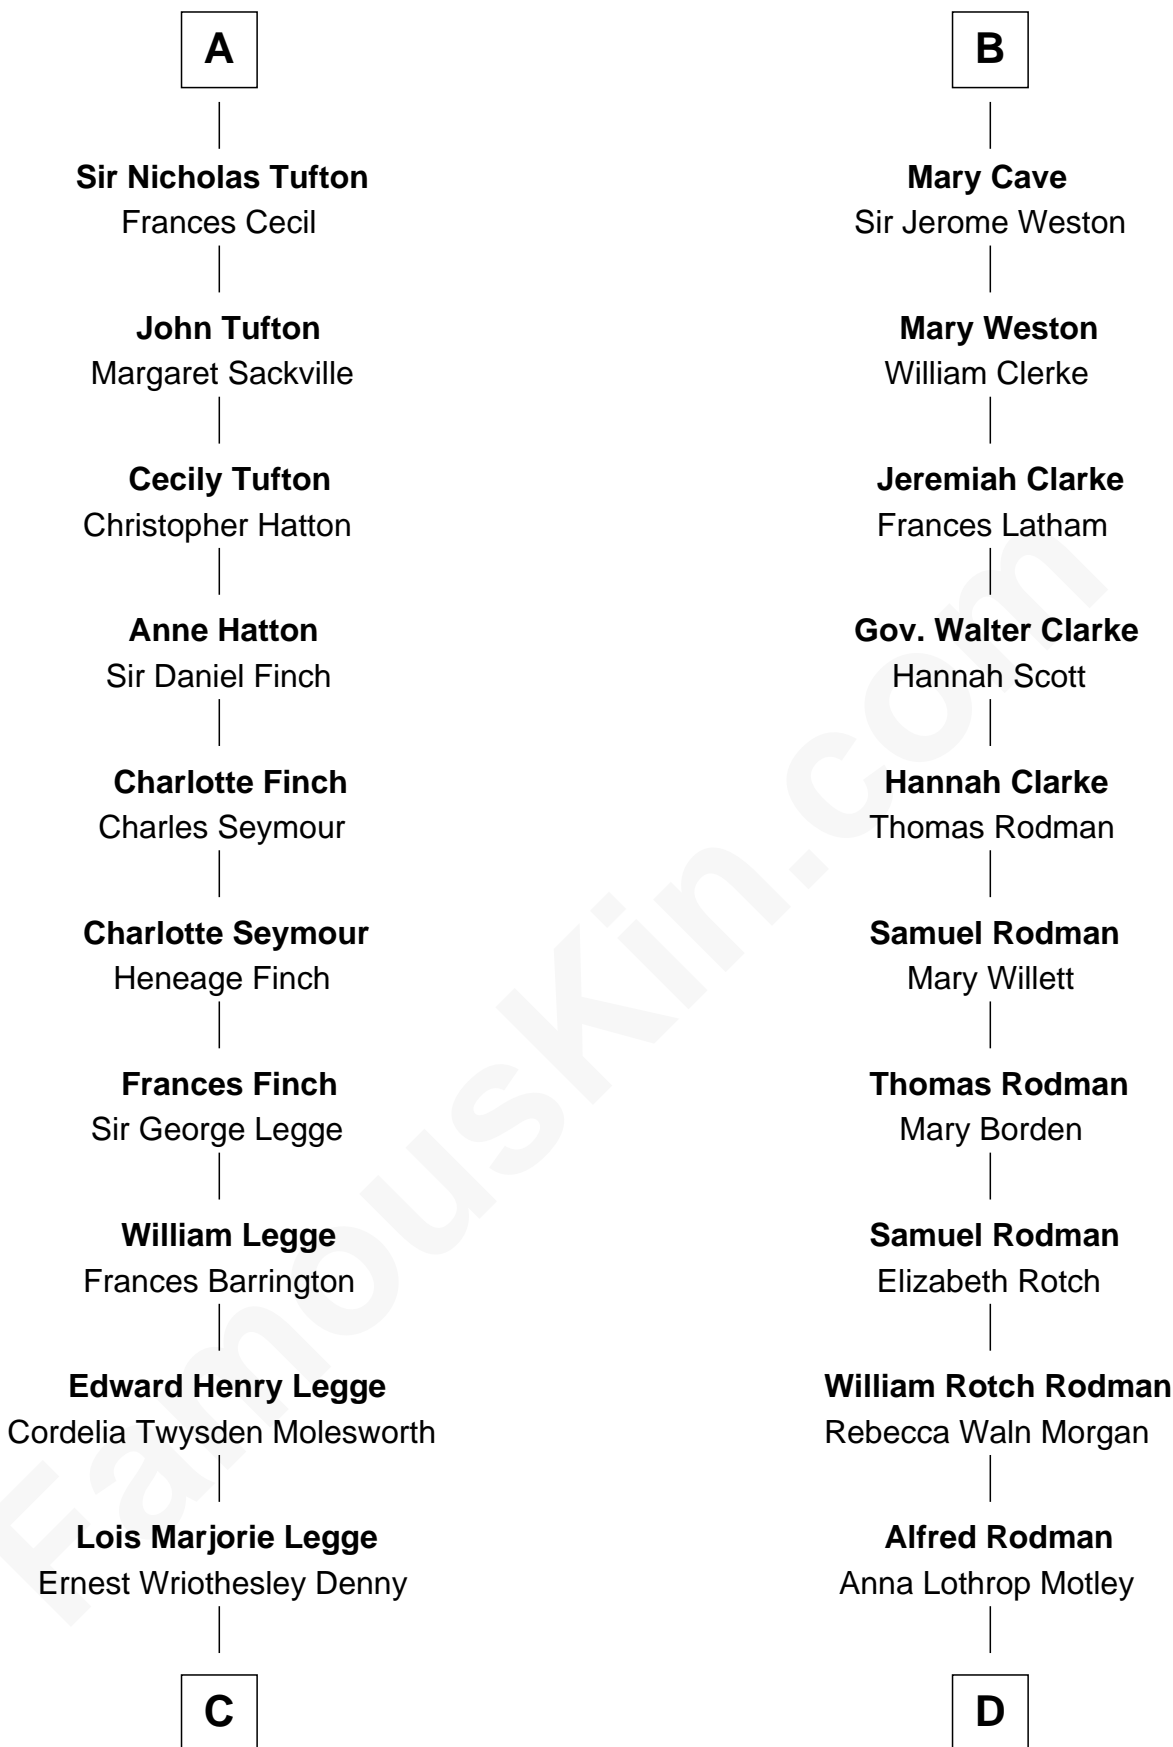 A
Sir Nicholas Tufton
Frances Cecil
John Tufton
Margaret Sackville
Cecily Tufton
Christopher Hatton
Anne Hatton
Sir Daniel Finch
Charlotte Finch
Charles Seymour
Charlotte Seymour
Heneage Finch
Frances Finch
Sir George Legge
William Legge
Frances Barrington
Edward Henry Legge
Cordelia Twysden Molesworth
Lois Marjorie Legge
Ernest Wriothesley Denny
C
B
Mary Cave
Sir Jerome Weston
Mary Weston
William Clerke
Jeremiah Clarke
Frances Latham
Gov. Walter Clarke
Hannah Scott
Hannah Clarke
Thomas Rodman
Samuel Rodman
Mary Willett
Thomas Rodman
Mary Borden
Samuel Rodman
Elizabeth Rotch
William Rotch Rodman
Rebecca Waln Morgan
Alfred Rodman
Anna Lothrop Motley
D
FamousKin.com